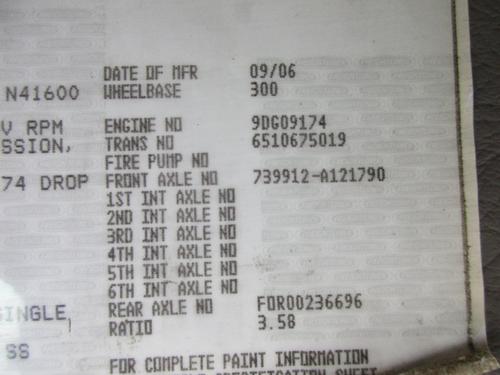 DATE OF MFR 09/06
N41600 WHEELBASE 300
V RPM ENGINE NO 9DG09174
SSION, TRANS NO 6510675019
FIRE PUMP NO
74 DROP FRONT AXLE NO 739912-A121790
1ST INT AXLE NO
2ND INT AXLE NO
3RD INT AXLE NO
4TH INT AXLE NO
5TH INT AXLE NO
6TH INT AXLE NO
SINGLE, REAR AXLE NO FOR00236696
RATIO 3.58
SS
FOR COMPLETE PAINT INFORMATION